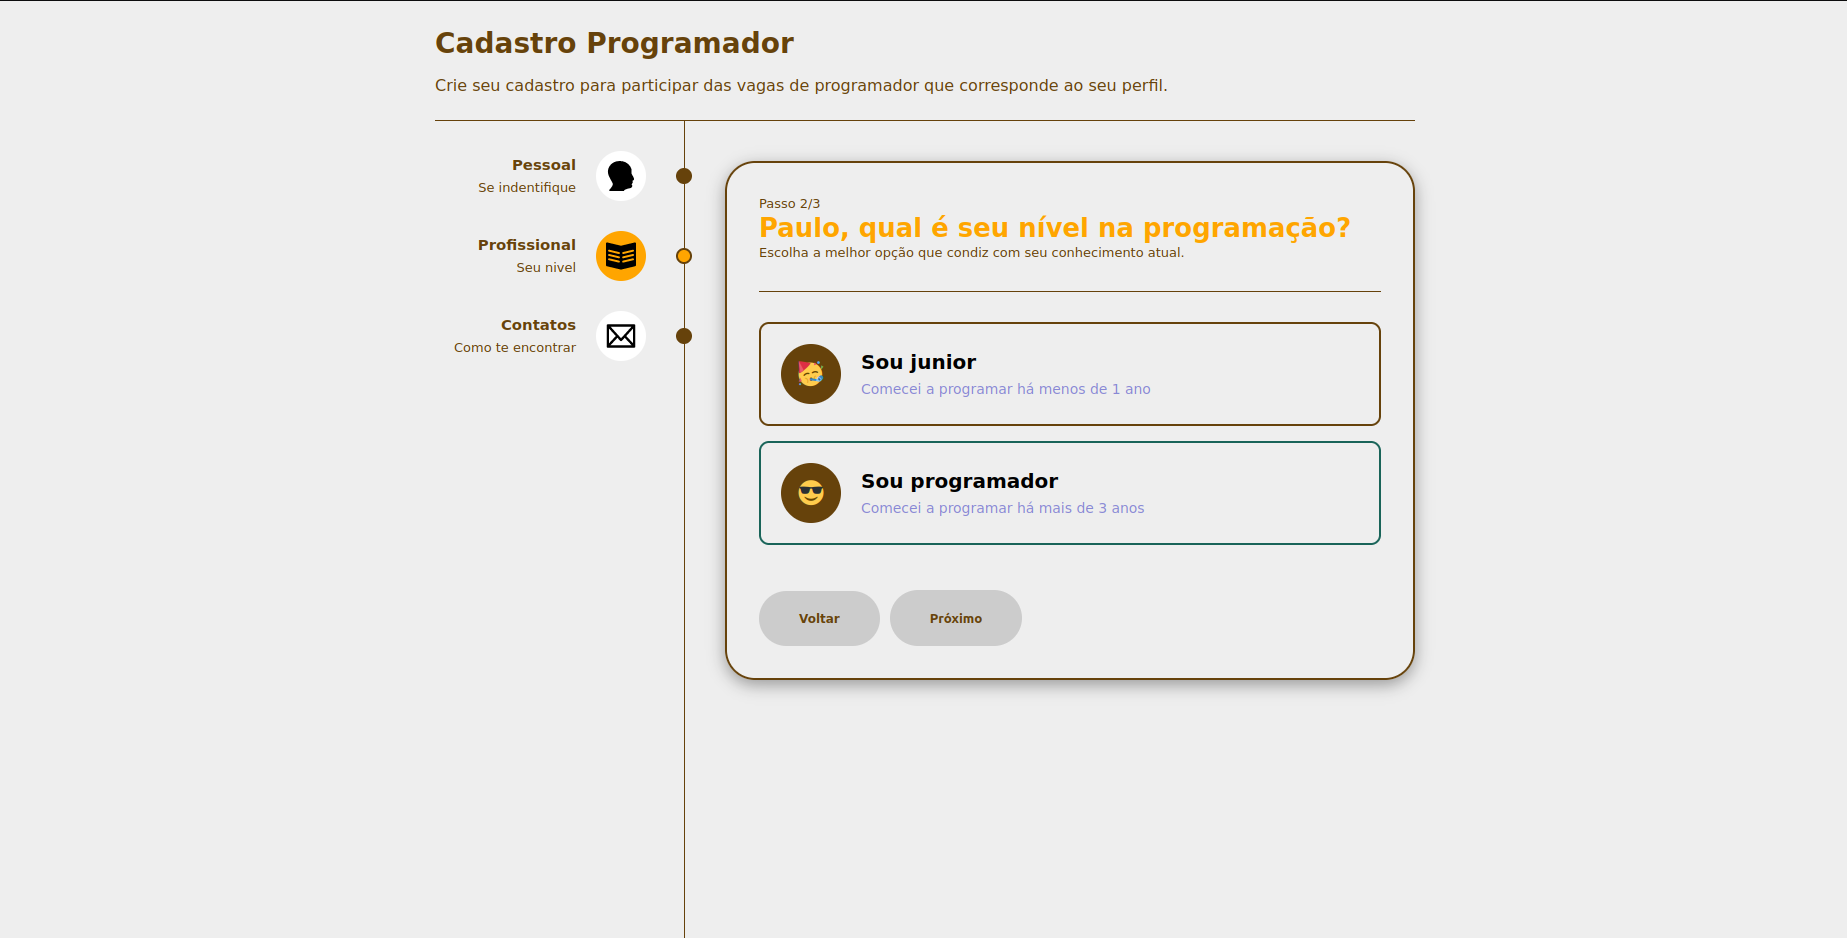 Cadastro Programador
Crie seu cadastro para participar das vagas de programador que corresponde ao seu perfil.
Pessoal
Se indentifique
Profissional
Seu nivel
Contatos
Como te encontrar
Passo 2/3
Paulo, qual é seu nível na programação?
Escolha a melhor opção que condiz com seu conhecimento atual.
Sou junior
Comecei a programar há menos de 1 ano
Sou programador
Comecei a programar há mais de 3 anos
Voltar
Próximo